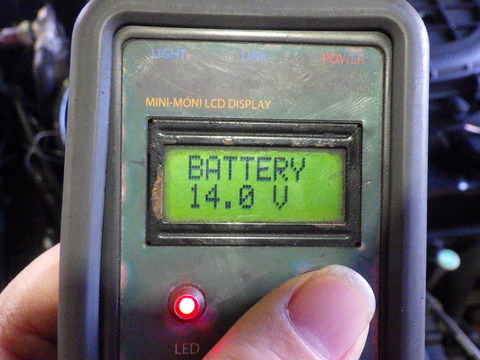 LIGHT LINK POWER
MINI-MONI LCD DISPLAY
BATTERY
14.0 V
LED